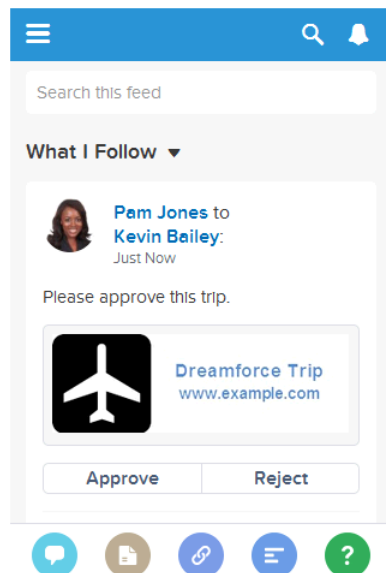 Search this feed
What I Follow
Pam Jones to
Kevin Bailey:
Just Now
Please approve this trip.
Dreamforce Trip
www.example.com
Approve Reject
?